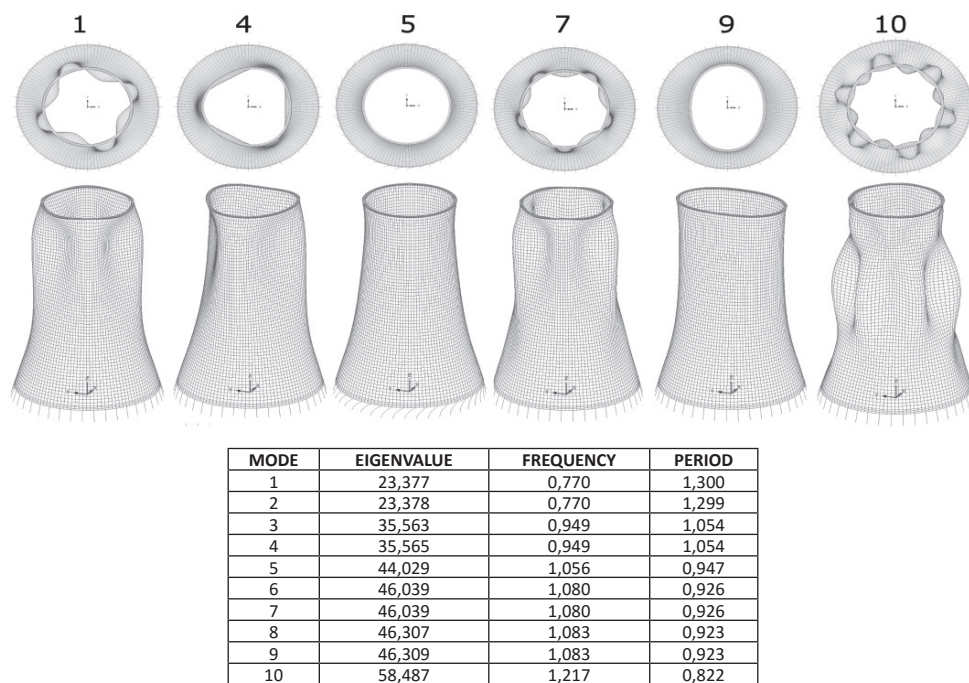 1 4 5 7 9 10
MODE EIGENVALUE FREQUENCY PERIOD
1 23,377 0,770 1,300
2 23,378 0,770 1,299
3 35,563 0,949 1,054
4 35,565 0,949 1,054
5 44,029 1,056 0,947
6 46,039 1,080 0,926
7 46,039 1,080 0,926
8 46,307 1,083 0,923
9 46,309 1,083 0,923
10 58,487 1,217 0,822